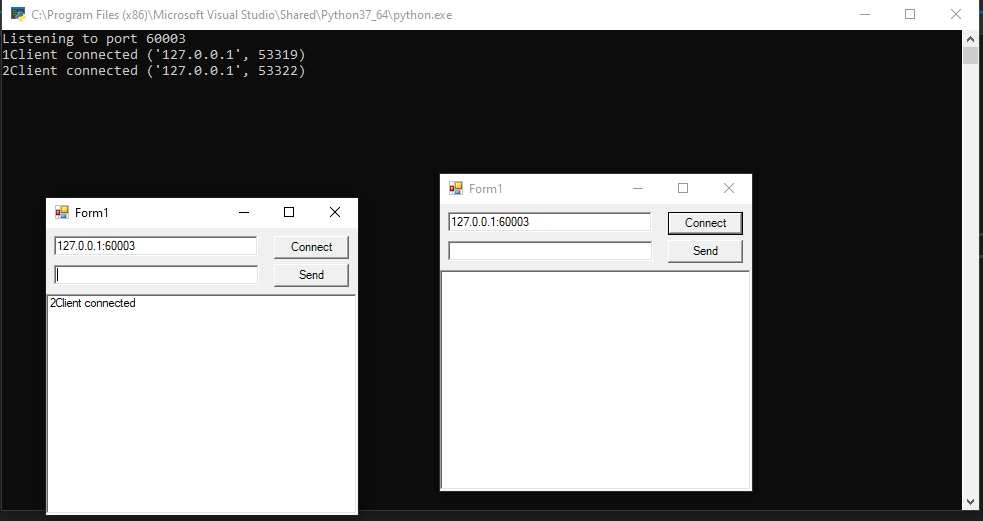 C:\Program Files (x86)\Microsoft Visual Studio\Shared\Python37_64\python.exe
Listening to port 60003
1Client connected ('127.0.0.1', 53319)
2Client connected ('127.0.0.1', 53322)
Form1
127.0.0.1:60003
Connect
Send
2Client connected
Form1
127.0.0.1:60003
Connect
Send